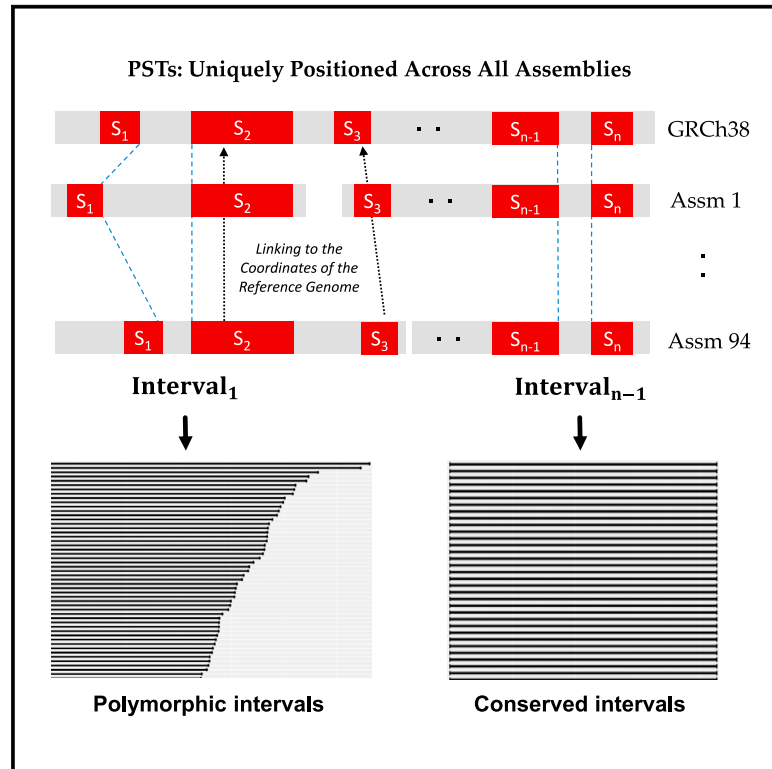 PSTs: Uniquely Positioned Across All Assemblies
S₁ S₂ S₃ · · Sₙ₋₁ Sₙ GRCh38
S₁ S₂ S₃ · · Sₙ₋₁ Sₙ Assm 1
Linking to the
Coordinates of the
Reference Genome
S₁ S₂ S₃ · · Sₙ₋₁ Sₙ Assm 94
Interval₁ Intervalₙ₋₁
Polymorphic intervals Conserved intervals